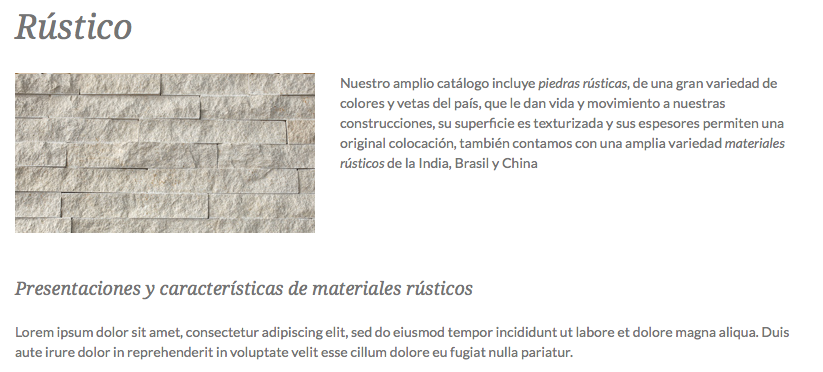 Rústico
Nuestro amplio catálogo incluye piedras rústicas, de una gran variedad de
colores y vetas del país, que le dan vida y movimiento a nuestras
construcciones, su superficie es texturizada y sus espesores permiten una
original colocación, también contamos con una amplia variedad materiales
rústicos de la India, Brasil y China
Presentaciones y características de materiales rústicos
Lorem ipsum dolor sit amet, consectetur adipiscing elit, sed do eiusmod tempor incididunt ut labore et dolore magna aliqua. Duis
aute irure dolor in reprehenderit in voluptate velit esse cillum dolore eu fugiat nulla pariatur.